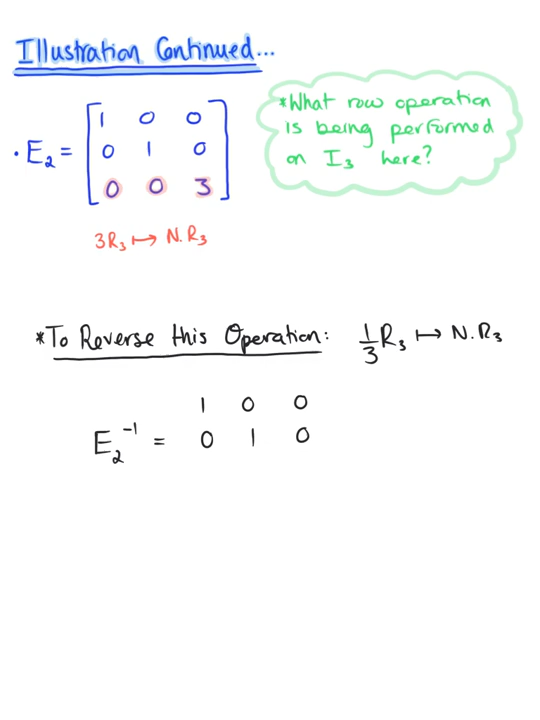 Illustration Continued...
*What row operation
is being performed
on I₃ here?
• E₂ = [1 0 0
0 1 0
0 0 3]
3R₃ ↦ N.R₃
*To Reverse this Operation: 1/3 R₃ ↦ N.R₃
1 0 0
E₂⁻¹ = 0 1 0